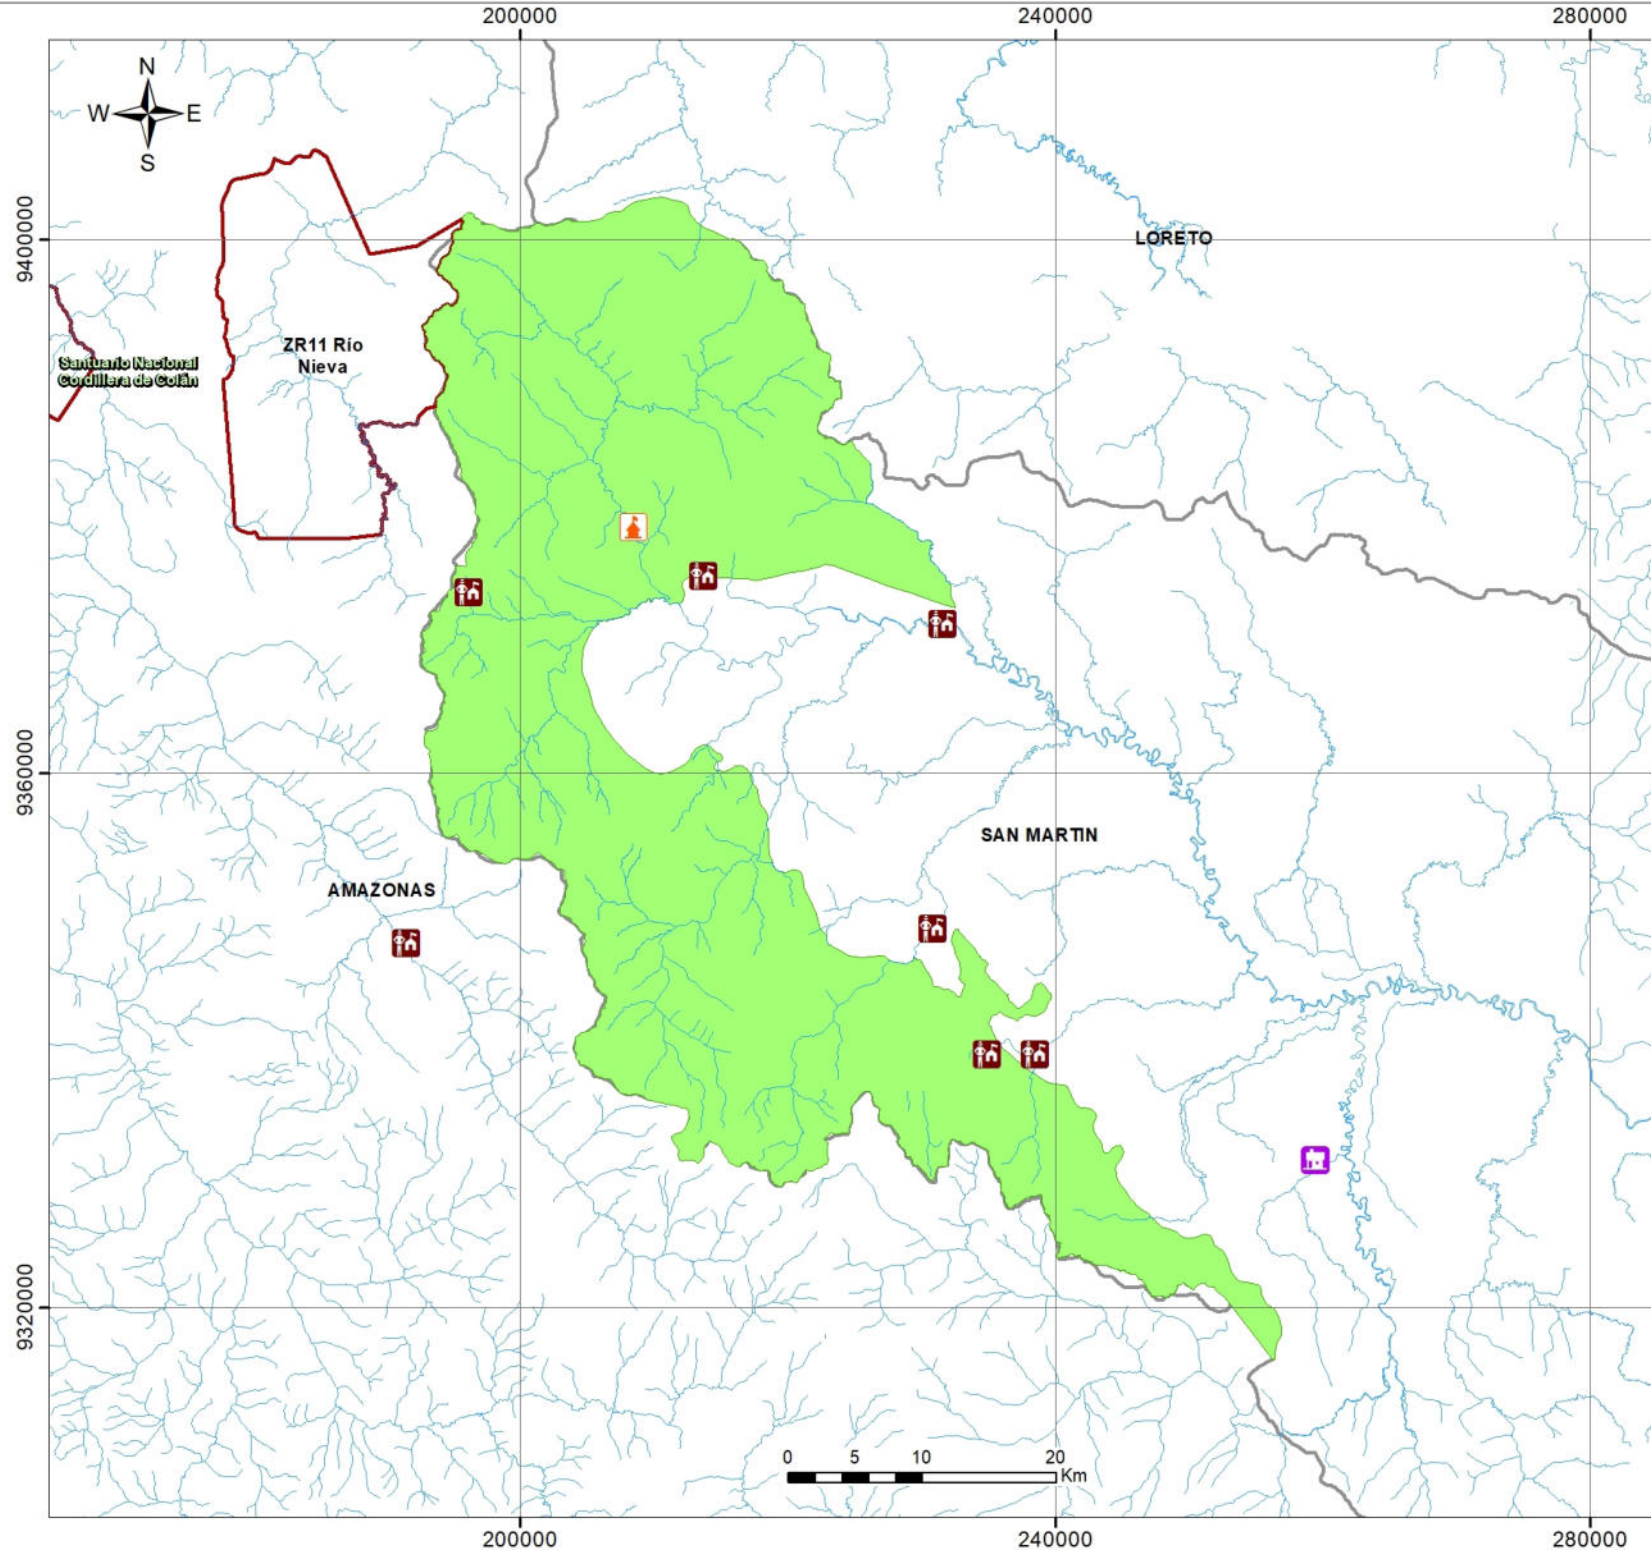 200000
240000
280000
N
W
E
S
9400000
LORETO
ZR11 Río
Nieva
Santuario Nacional
Cordillera de Colán
9360000
SAN MARTIN
AMAZONAS
9320000
0
5
10
20
Km
200000
240000
280000